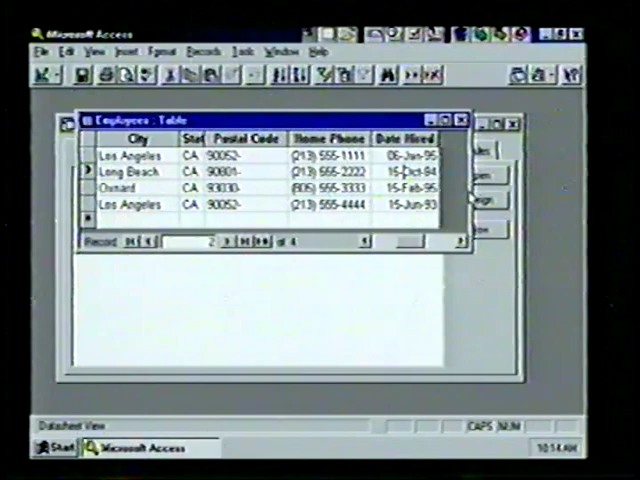 Microsoft Access
File Edit View Insert Format Records Tools Window Help
Employees : Table
City Stat Postal Code Home Phone Date Hired
Los Angeles CA 90052- (213) 555-1111 06-Jan-95
Long Beach CA 90801- (213) 555-2222 15-Oct-94
Oxnard CA 93030- (805) 555-3333 15-Feb-95
Los Angeles CA 90052- (213) 555-4444 15-Jun-93
Record: 2 of 4
Datasheet View CAPS NUM
Start Microsoft Access 10:14 AM